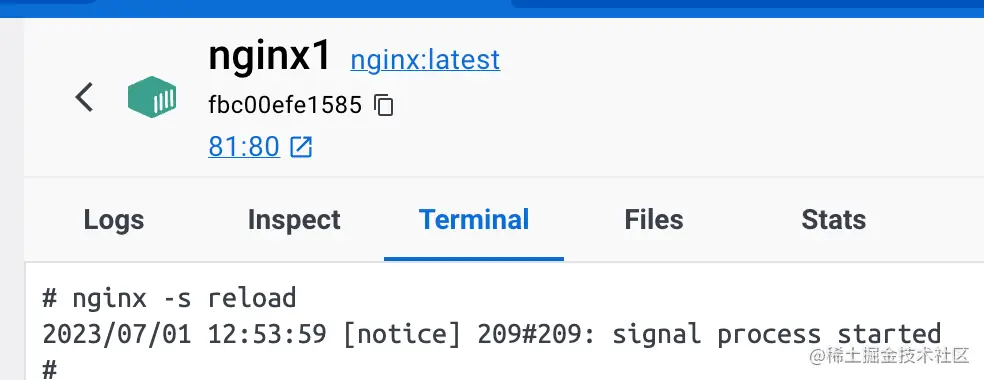 nginx1 nginx:latest
fbc00efe1585
81:80
Logs Inspect Terminal Files Stats
# nginx -s reload
2023/07/01 12:53:59 [notice] 209#209: signal process started
#
@稀土掘金技术社区